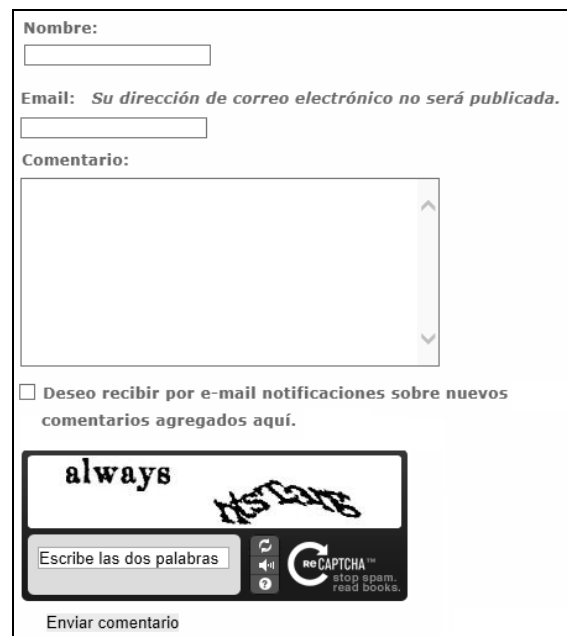 Nombre:
Email: Su dirección de correo electrónico no será publicada.
Comentario:
Deseo recibir por e-mail notificaciones sobre nuevos
comentarios agregados aquí.
always
Escribe las dos palabras
reCAPTCHA™
stop spam.
read books.
Enviar comentario